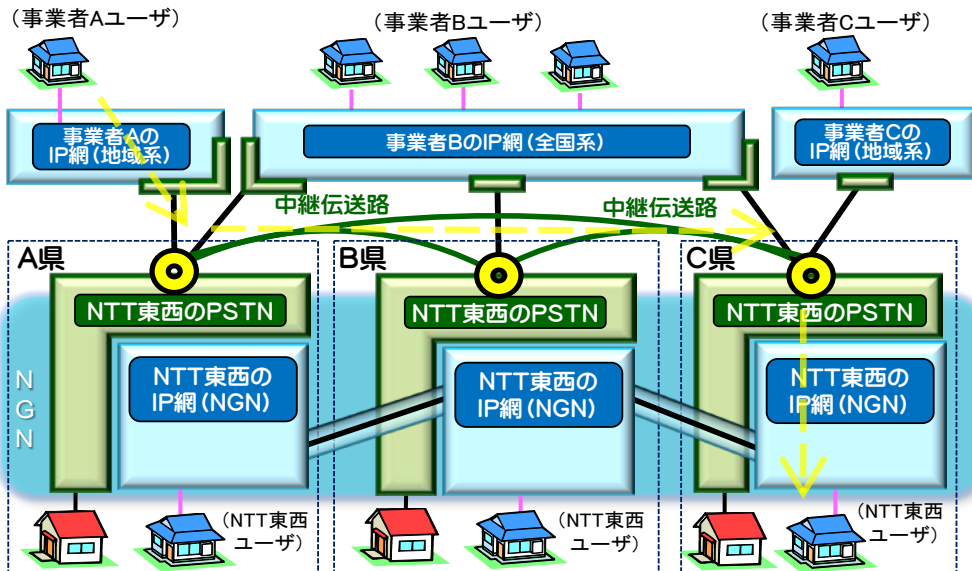 (事業者Aユーザ)
(事業者Bユーザ)
(事業者Cユーザ)
事業者Aの
IP網(地域系)
事業者BのIP網(全国系)
事業者Cの
IP網(地域系)
中継伝送路
中継伝送路
A県
B県
C県
NTT東西のPSTN
NTT東西のPSTN
NTT東西のPSTN
NGN
NTT東西の
IP網(NGN)
NTT東西の
IP網(NGN)
NTT東西の
IP網(NGN)
(NTT東西
ユーザ)
(NTT東西
ユーザ)
(NTT東西
ユーザ)